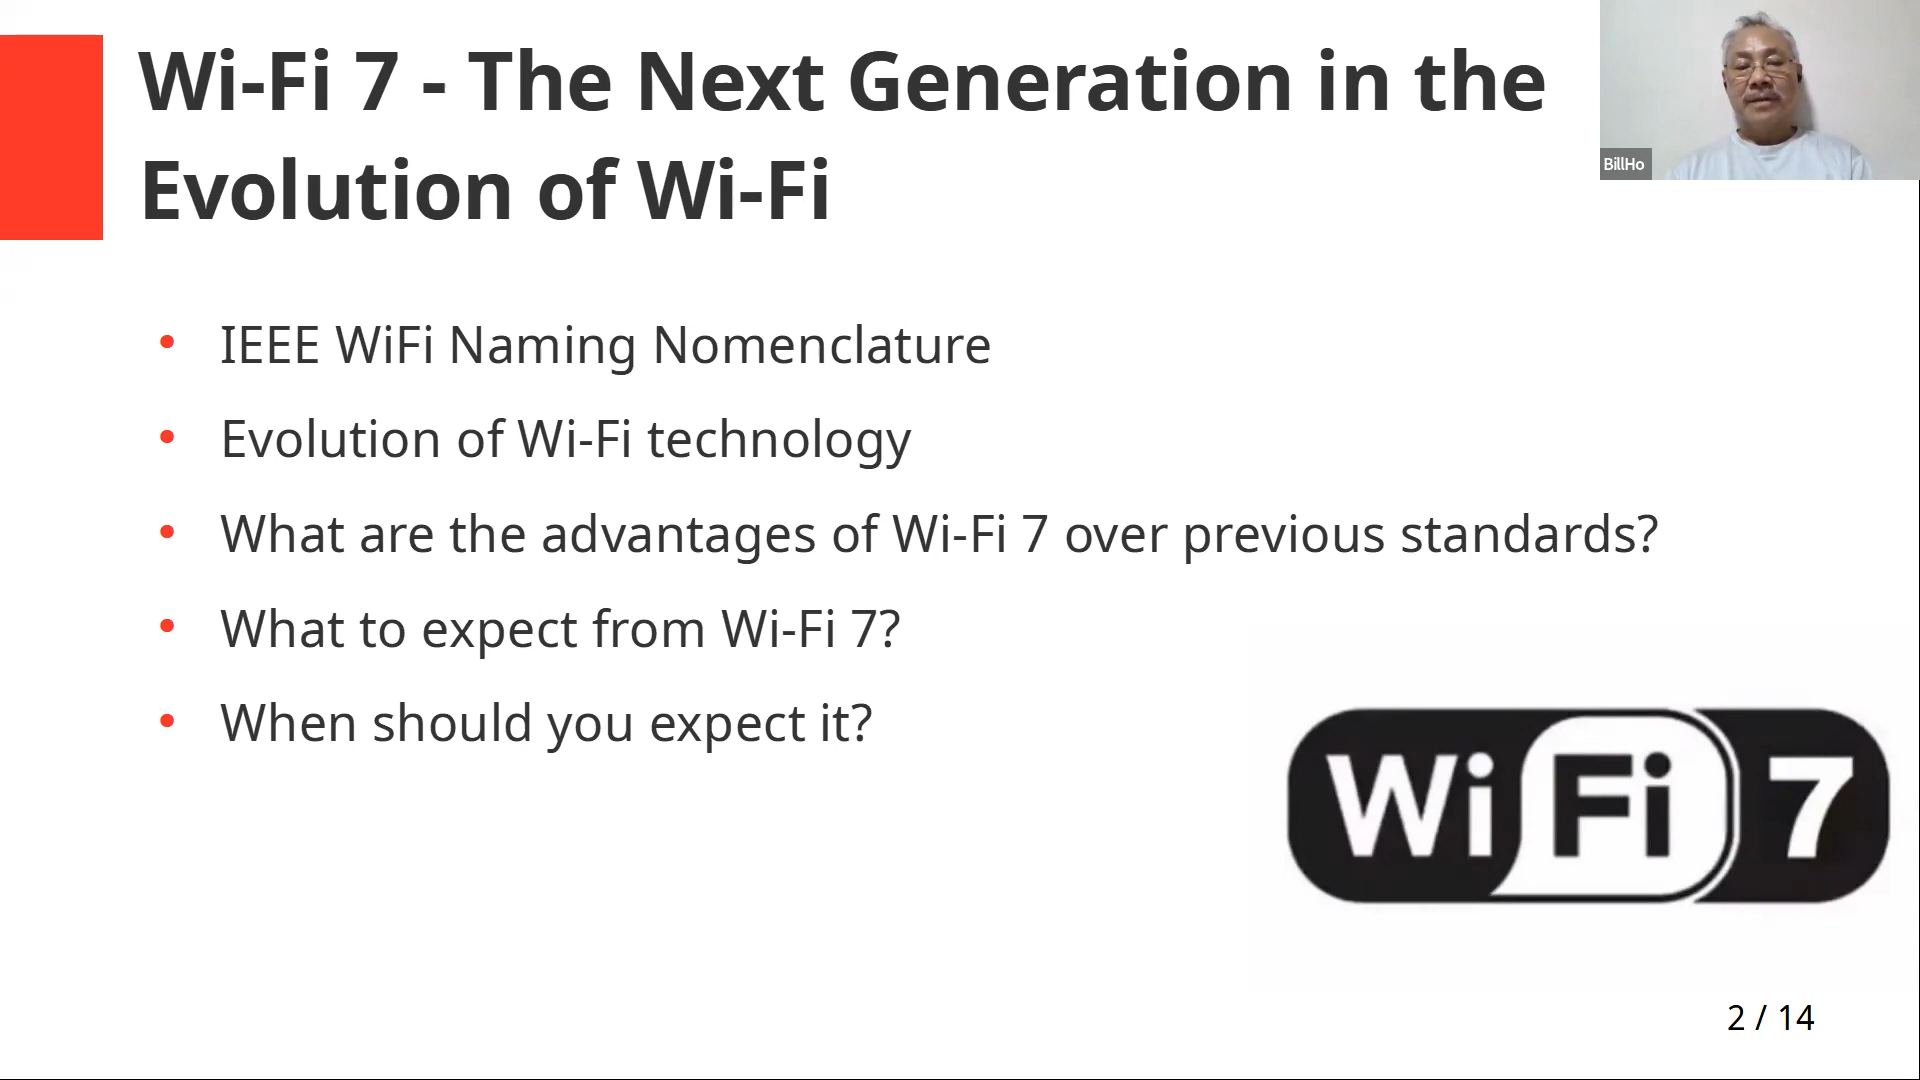 Wi-Fi 7 - The Next Generation in the
Evolution of Wi-Fi
BillHo
• IEEE WiFi Naming Nomenclature
• Evolution of Wi-Fi technology
• What are the advantages of Wi-Fi 7 over previous standards?
• What to expect from Wi-Fi 7?
• When should you expect it?
Wi Fi 7
2 / 14